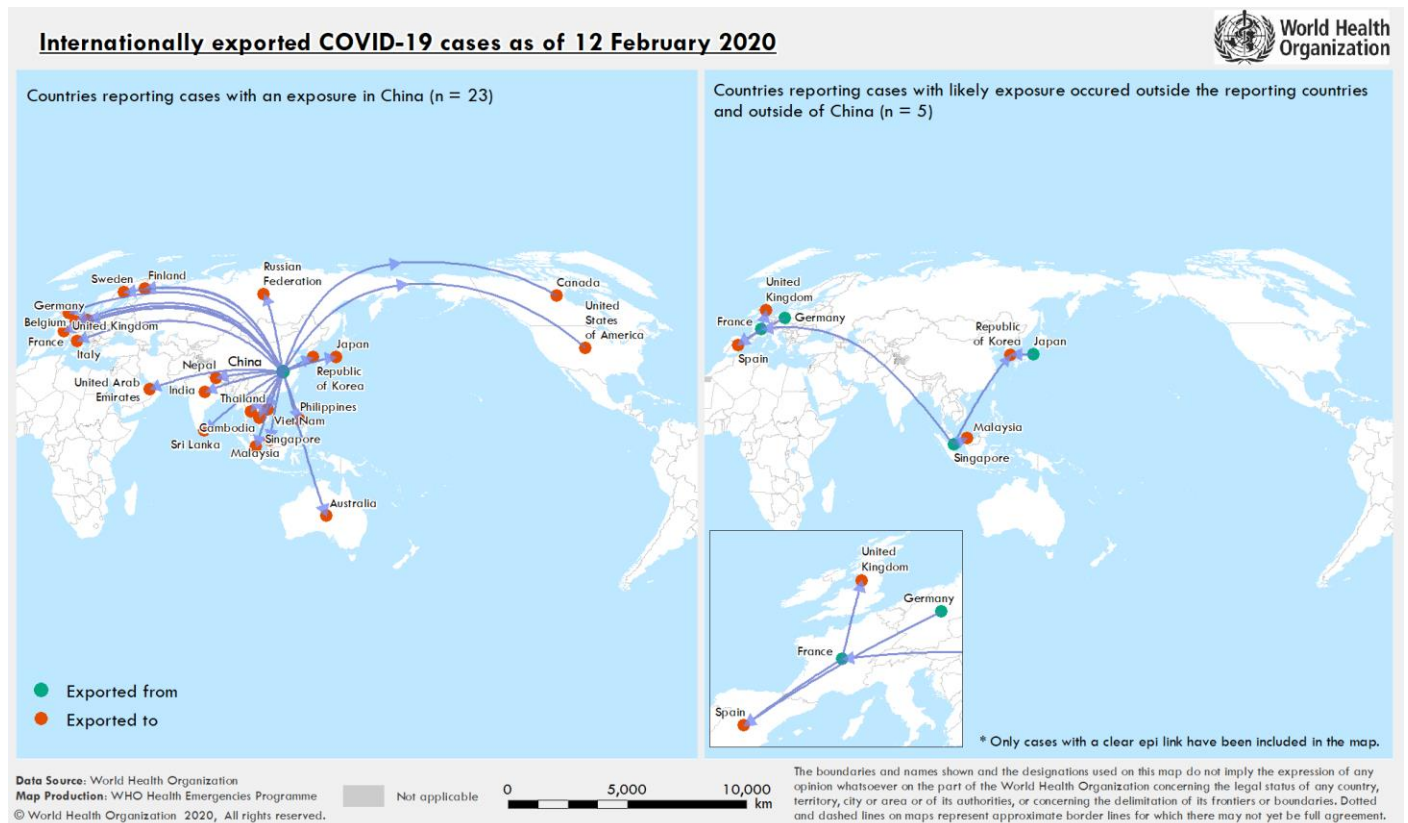 Internationally exported COVID-19 cases as of 12 February 2020
World Health
Organization
Countries reporting cases with an exposure in China (n = 23)
Sweden
Finland
Russian
Federation
Canada
Germany
United
States
of America
Belgium
United Kingdom
France
Italy
Japan
Nepal
China
Republic
of Korea
United Arab
Emirates
India
Thailand
Philippines
Viet Nam
Cambodia
Sri Lanka
Singapore
Malaysia
Australia
Exported from
Exported to
Countries reporting cases with likely exposure occured outside the reporting countries
and outside of China (n = 5)
United
Kingdom
France
Germany
Spain
Republic
of Korea
Japan
Malaysia
Singapore
United
Kingdom
Germany
France
Spain
* Only cases with a clear epi link have been included in the map.
Data Source: World Health Organization
Map Production: WHO Health Emergencies Programme
© World Health Organization 2020, All rights reserved.
Not applicable
0 5,000 10,000
km
The boundaries and names shown and the designations used on this map do not imply the expression of any
opinion whatsoever on the part of the World Health Organization concerning the legal status of any country,
territory, city or area or of its authorities, or concerning the delimitation of its frontiers or boundaries. Dotted
and dashed lines on maps represent approximate border lines for which there may not yet be full agreement.